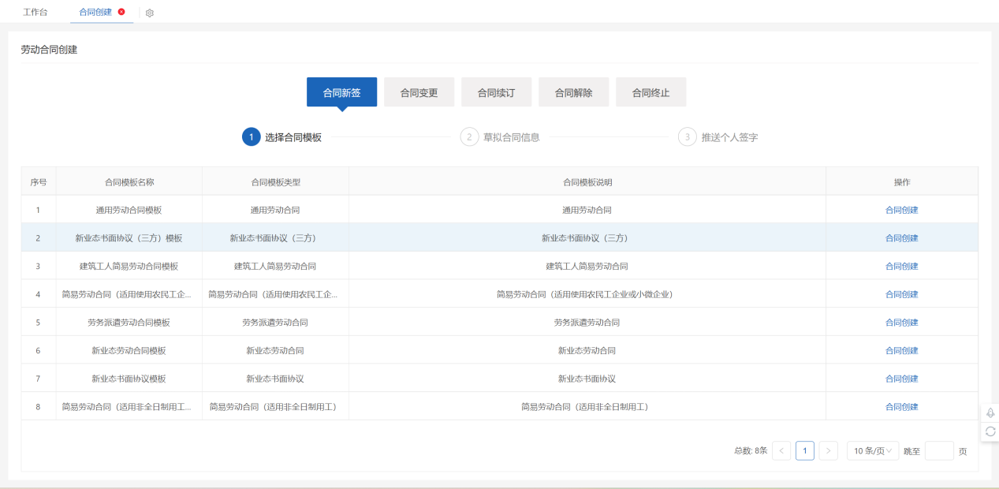 工作台 合同创建
劳动合同创建
合同新签 合同变更 合同续订 合同解除 合同终止
1 选择合同模板 2 草拟合同信息 3 推送个人签字
序号 合同模板名称 合同模板类型 合同模板说明 操作
1 通用劳动合同模板 通用劳动合同 通用劳动合同 合同创建
2 新业态书面协议（三方）模板 新业态书面协议（三方） 新业态书面协议（三方） 合同创建
3 建筑工人简易劳动合同模板 建筑工人简易劳动合同 建筑工人简易劳动合同 合同创建
4 简易劳动合同（适用使用农民工企... 简易劳动合同（适用使用农民工企... 简易劳动合同（适用使用农民工企业或小微企业） 合同创建
5 劳务派遣劳动合同模板 劳务派遣劳动合同 劳务派遣劳动合同 合同创建
6 新业态劳动合同模板 新业态劳动合同 新业态劳动合同 合同创建
7 新业态书面协议模板 新业态书面协议 新业态书面协议 合同创建
8 简易劳动合同（适用非全日制用工... 简易劳动合同（适用非全日制用工） 简易劳动合同（适用非全日制用工） 合同创建
总数: 8条 < 1 > 10 条/页 跳至 页